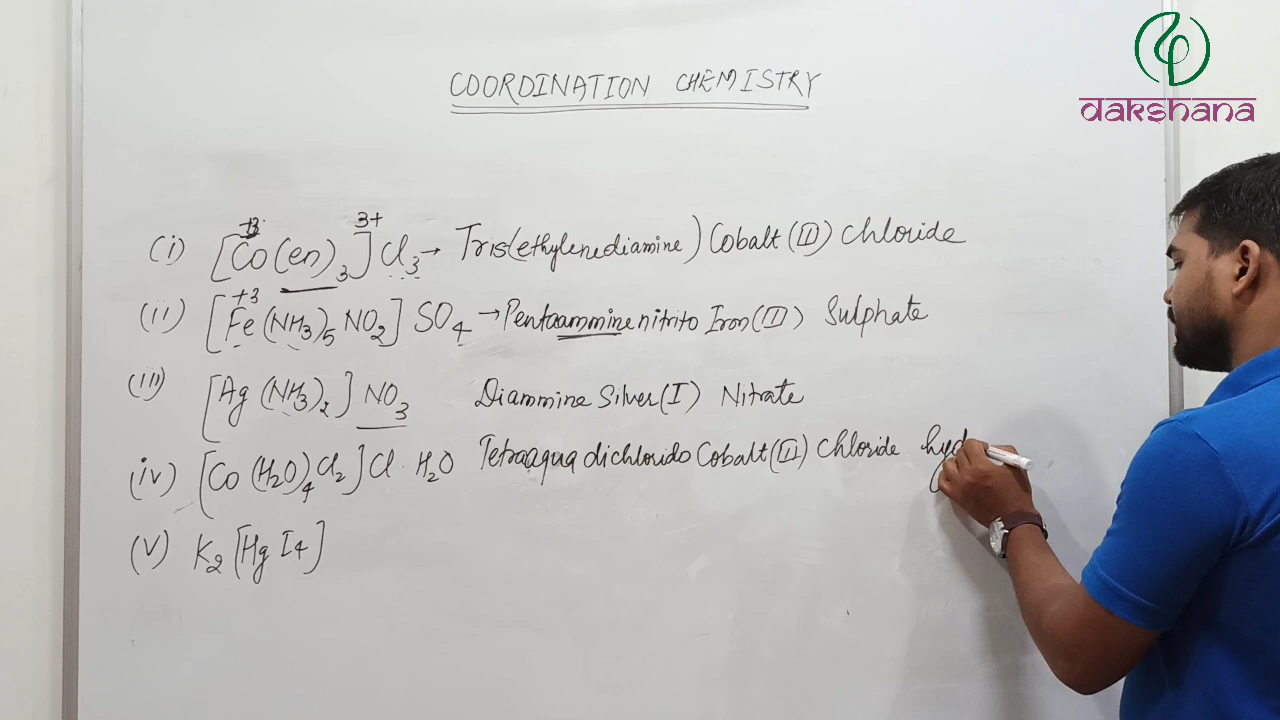 COORDINATION CHEMISTRY
dakshana
(i) [Co(en)3]3+ Cl3 → Tris(ethylenediamine) Cobalt(III) Chloride
+3
(ii) [Fe(NH3)5 NO2] SO4 → Pentaammine nitrito Iron(III) Sulphate
(iii) [Ag (NH3)2] NO3 Diammine Silver(I) Nitrate
(iv) [Co (H2O)4 Cl2] Cl · H2O Tetraaqua dichlorido Cobalt(III) chloride hyd
(V) K2 [Hg I4]